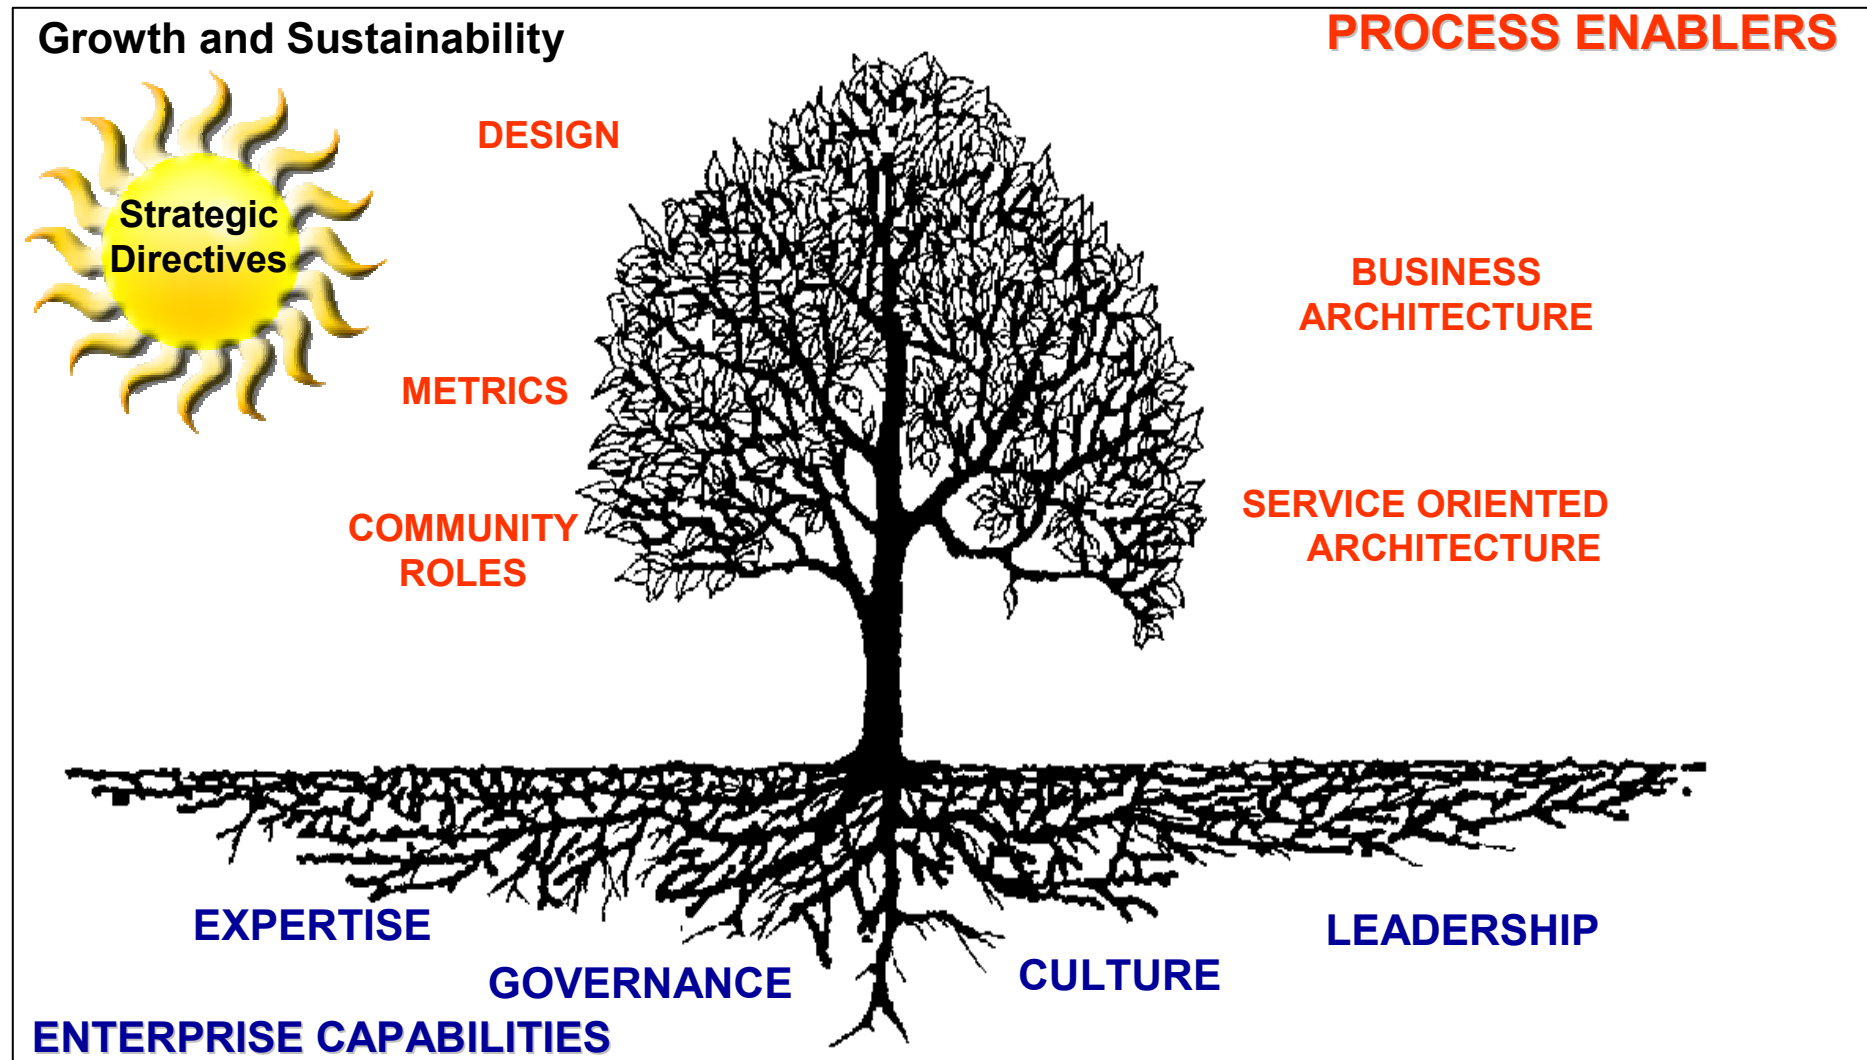 Growth and Sustainability
PROCESS ENABLERS
DESIGN
Strategic
Directives
BUSINESS
ARCHITECTURE
METRICS
COMMUNITY
ROLES
SERVICE ORIENTED
ARCHITECTURE
EXPERTISE
GOVERNANCE
CULTURE
LEADERSHIP
ENTERPRISE CAPABILITIES